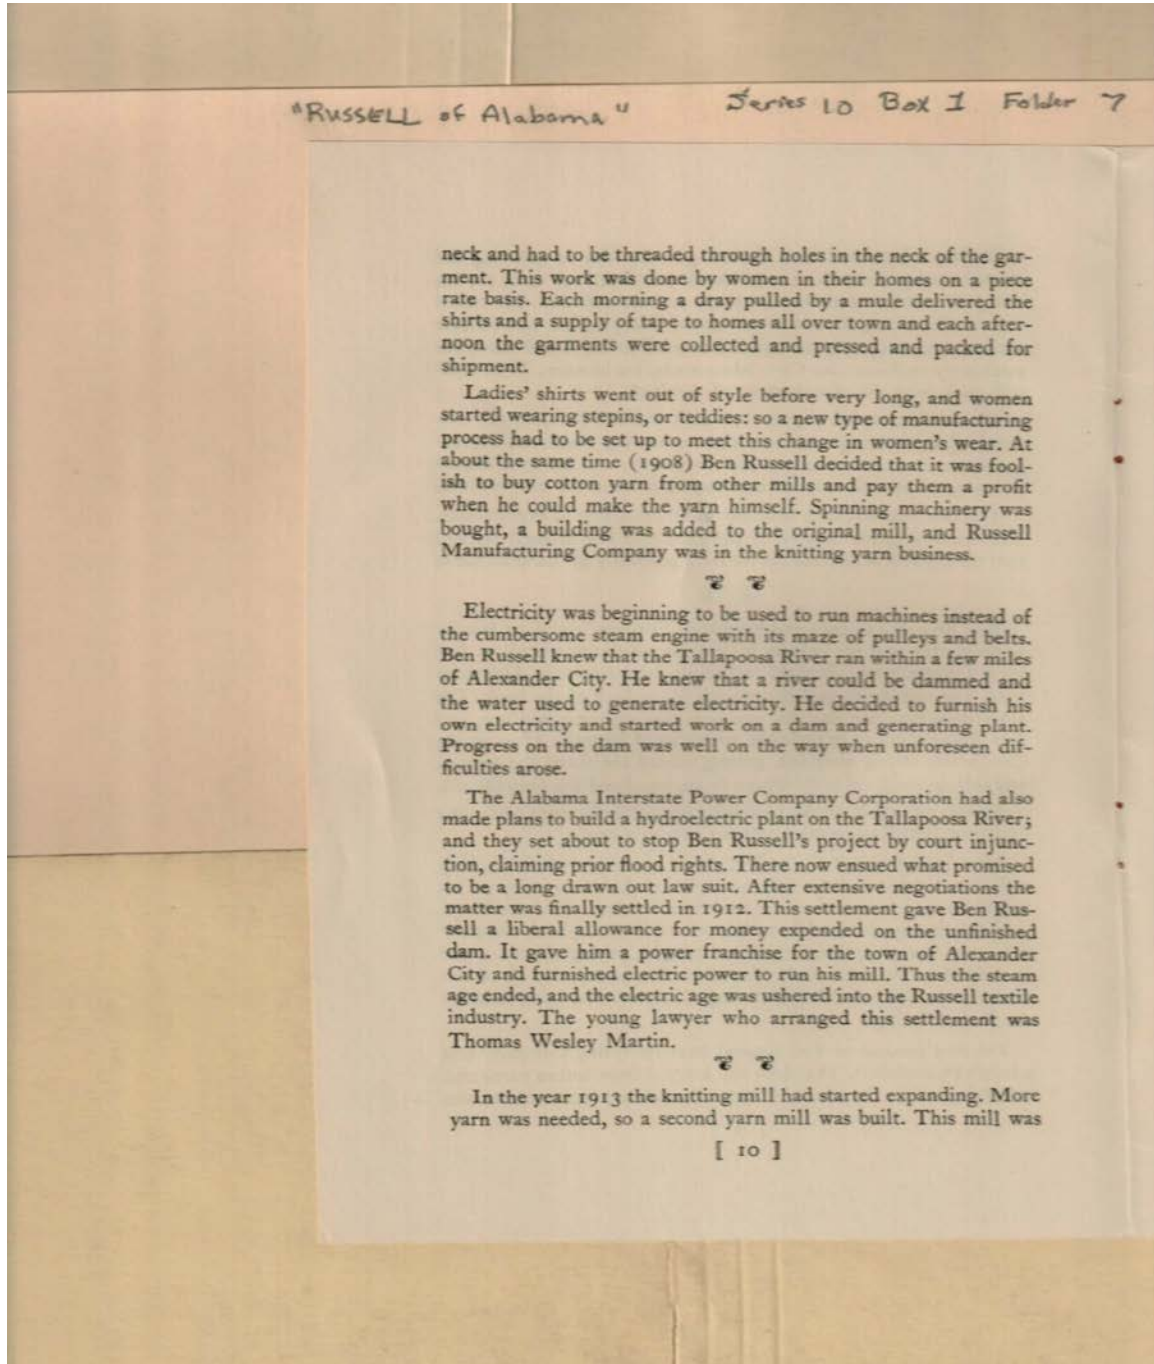 "RUSSELL of Alabama" Series 10 Box 1 Folder 7
neck and had to be threaded through holes in the neck of the gar-
ment. This work was done by women in their homes on a piece
rate basis. Each morning a dray pulled by a mule delivered the
shirts and a supply of tape to homes all over town and each after-
noon the garments were collected and pressed and packed for
shipment.
Ladies' shirts went out of style before very long, and women
started wearing stepins, or teddies: so a new type of manufacturing
process had to be set up to meet this change in women's wear. At
about the same time (1908) Ben Russell decided that it was fool-
ish to buy cotton yarn from other mills and pay them a profit
when he could make the yarn himself. Spinning machinery was
bought, a building was added to the original mill, and Russell
Manufacturing Company was in the knitting yarn business.
Electricity was beginning to be used to run machines instead of
the cumbersome steam engine with its maze of pulleys and belts.
Ben Russell knew that the Tallapoosa River ran within a few miles
of Alexander City. He knew that a river could be dammed and
the water used to generate electricity. He decided to furnish his
own electricity and started work on a dam and generating plant.
Progress on the dam was well on the way when unforeseen dif-
ficulties arose.
The Alabama Interstate Power Company Corporation had also
made plans to build a hydroelectric plant on the Tallapoosa River;
and they set about to stop Ben Russell's project by court injunc-
tion, claiming prior flood rights. There now ensued what promised
to be a long drawn out law suit. After extensive negotiations the
matter was finally settled in 1912. This settlement gave Ben Rus-
sell a liberal allowance for money expended on the unfinished
dam. It gave him a power franchise for the town of Alexander
City and furnished electric power to run his mill. Thus the steam
age ended, and the electric age was ushered into the Russell textile
industry. The young lawyer who arranged this settlement was
Thomas Wesley Martin.
In the year 1913 the knitting mill had started expanding. More
yarn was needed, so a second yarn mill was built. This mill was
[ 10 ]